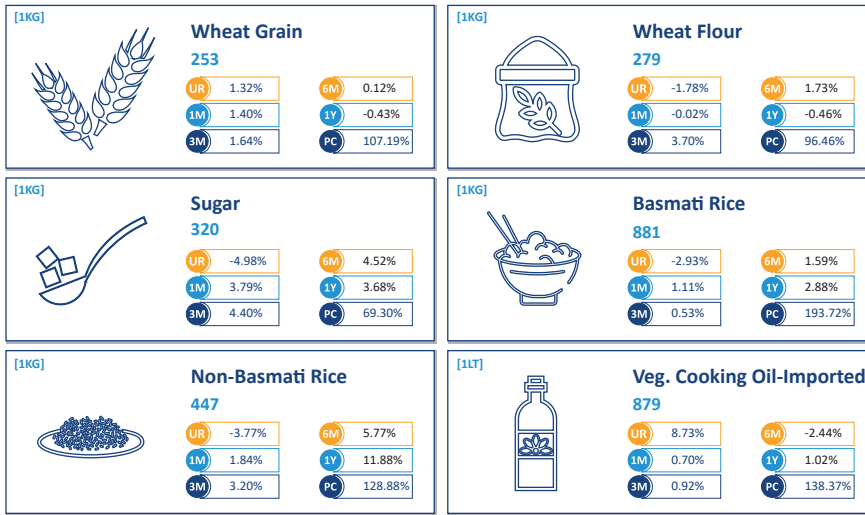 [1KG]
Wheat Grain
253
UR 1.32% 6M 0.12%
1M 1.40% 1Y -0.43%
3M 1.64% PC 107.19%
[1KG]
Wheat Flour
279
UR -1.78% 6M 1.73%
1M -0.02% 1Y -0.46%
3M 3.70% PC 96.46%
[1KG]
Sugar
320
UR -4.98% 6M 4.52%
1M 3.79% 1Y 3.68%
3M 4.40% PC 69.30%
[1KG]
Basmati Rice
881
UR -2.93% 6M 1.59%
1M 1.11% 1Y 2.88%
3M 0.53% PC 193.72%
[1KG]
Non-Basmati Rice
447
UR -3.77% 6M 5.77%
1M 1.84% 1Y 11.88%
3M 3.20% PC 128.88%
[1LT]
Veg. Cooking Oil-Imported
879
UR 8.73% 6M -2.44%
1M 0.70% 1Y 1.02%
3M 0.92% PC 138.37%